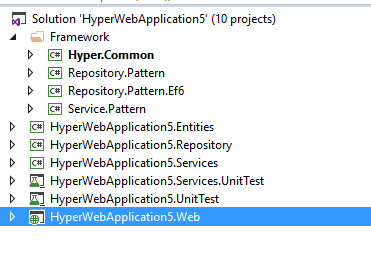 Solution 'HyperWebApplication5' (10 projects)
Framework
C# Hyper.Common
C# Repository.Pattern
C# Repository.Pattern.Ef6
C# Service.Pattern
C# HyperWebApplication5.Entities
C# HyperWebApplication5.Repository
C# HyperWebApplication5.Services
HyperWebApplication5.Services.UnitTest
HyperWebApplication5.UnitTest
HyperWebApplication5.Web